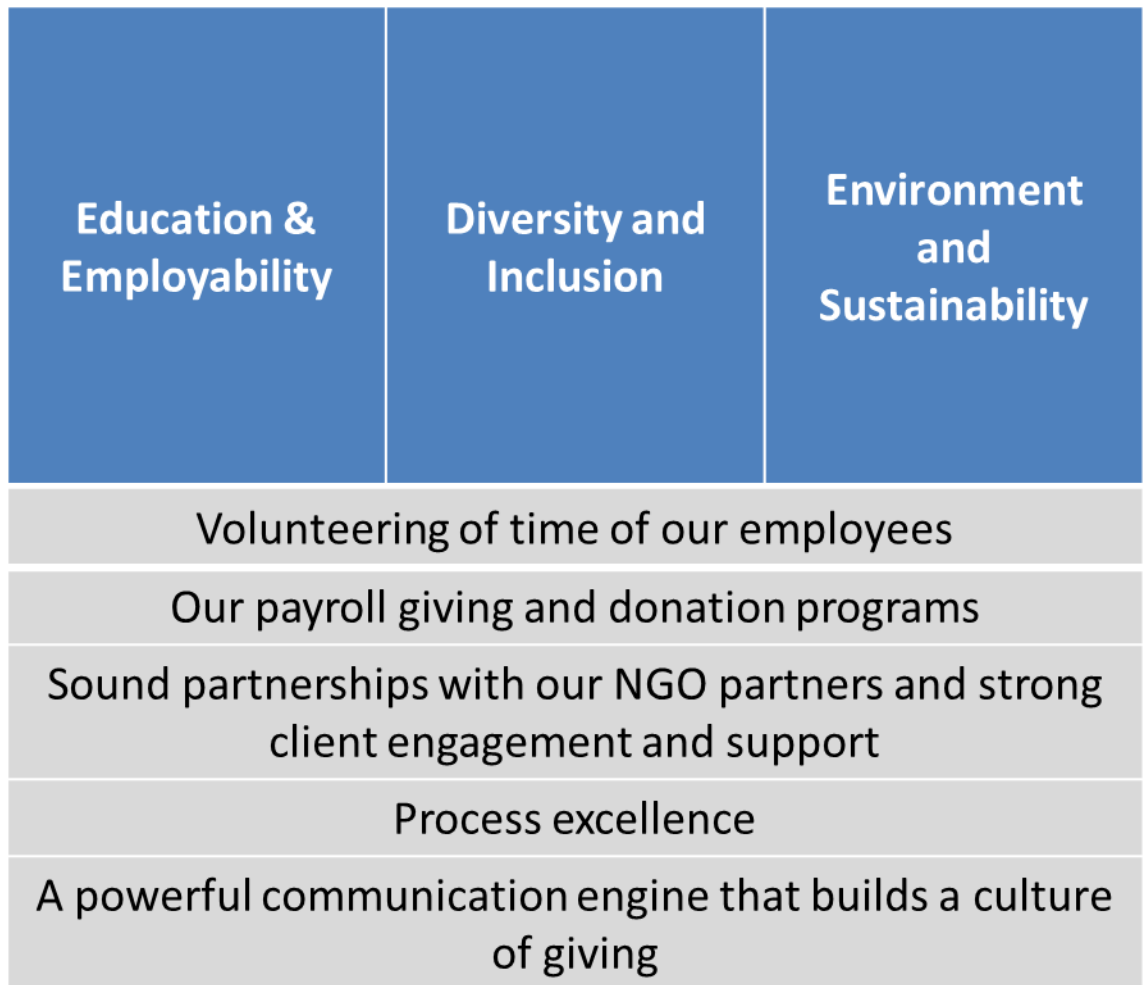 Education &
Employability
Diversity and
Inclusion
Environment
and
Sustainability
Volunteering of time of our employees
Our payroll giving and donation programs
Sound partnerships with our NGO partners and strong
client engagement and support
Process excellence
A powerful communication engine that builds a culture
of giving